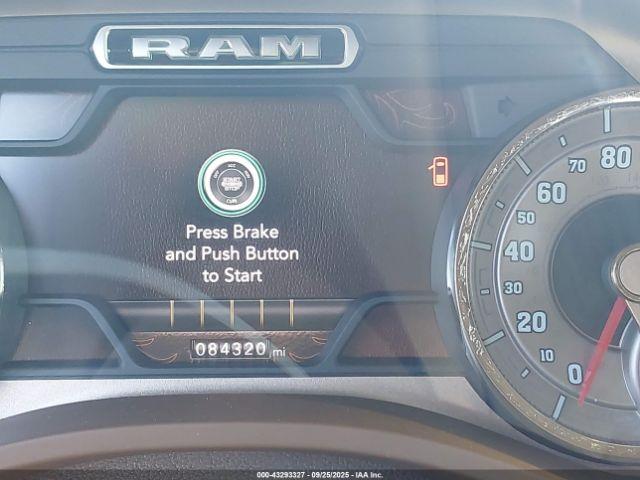 RAM
Press Brake
and Push Button
to Start
084320 mi
0
10
20
30
40
50
60
70
80
000-43293327 - 09/25/2025 - IAA Inc.